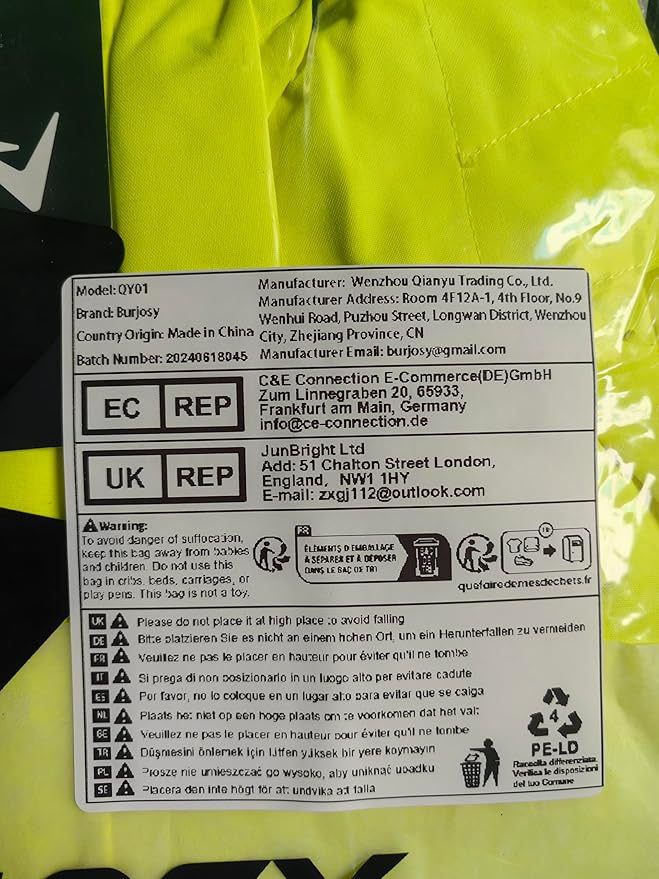 Model: QY01
Brand: Burjosy
Country Origin: Made in China
Batch Number: 20240618045
Manufacturer: Wenzhou Qianyu Trading Co., Ltd.
Manufacturer Address: Room 4F12A-1, 4th Floor, No.9
Wenhui Road, Puzhou Street, Longwan District, Wenzhou
City, Zhejiang Province, CN
Manufacturer Email: burjosy@gmail.com
EC REP
C&E Connection E-Commerce(DE)GmbH
Zum Linnegraben 20, 65933,
Frankfurt am Main, Germany
info@ce-connection.de
UK REP
JunBright Ltd
Add: 51 Chalton Street London,
England, NW1 1HY
E-mail: zxgj112@outlook.com
Warning:
To avoid danger of suffocation,
keep this bag away from babies
and children. Do not use this
bag in cribs, beds, carriages, or
play pens. This bag is not a toy.
FR
ÉLÉMENTS D'EMBALLAGE
À SÉPARER ET À DÉPOSER
DANS LE BAC DE TRI
FR
quefairedemesdechets.fr
UK Please do not place it at high place to avoid falling
DE Bitte platzieren Sie es nicht an einem hohen Ort, um ein Herunterfallen zu vermeiden
FR Veuillez ne pas le placer en hauteur pour éviter qu'il ne tombe
IT Si prega di non posizionarlo in un luogo alto per evitare cadute
ES Por favor, no lo coloque en un lugar alto para evitar que se caiga
NL Plaats het niet op een hoge plaats om te voorkomen dat het valt
BE Veuillez ne pas le placer en hauteur pour éviter qu'il ne tombe
TR Düşmesini önlemek için lütfen yüksek bir yere koymayın
PL Proszę nie umieszczać go wysoko, aby uniknąć upadku
SE Placera den inte högt för att undvika att falla
4
PE-LD
Raccolta differenziata.
Verifica le disposizioni
del tuo Comune